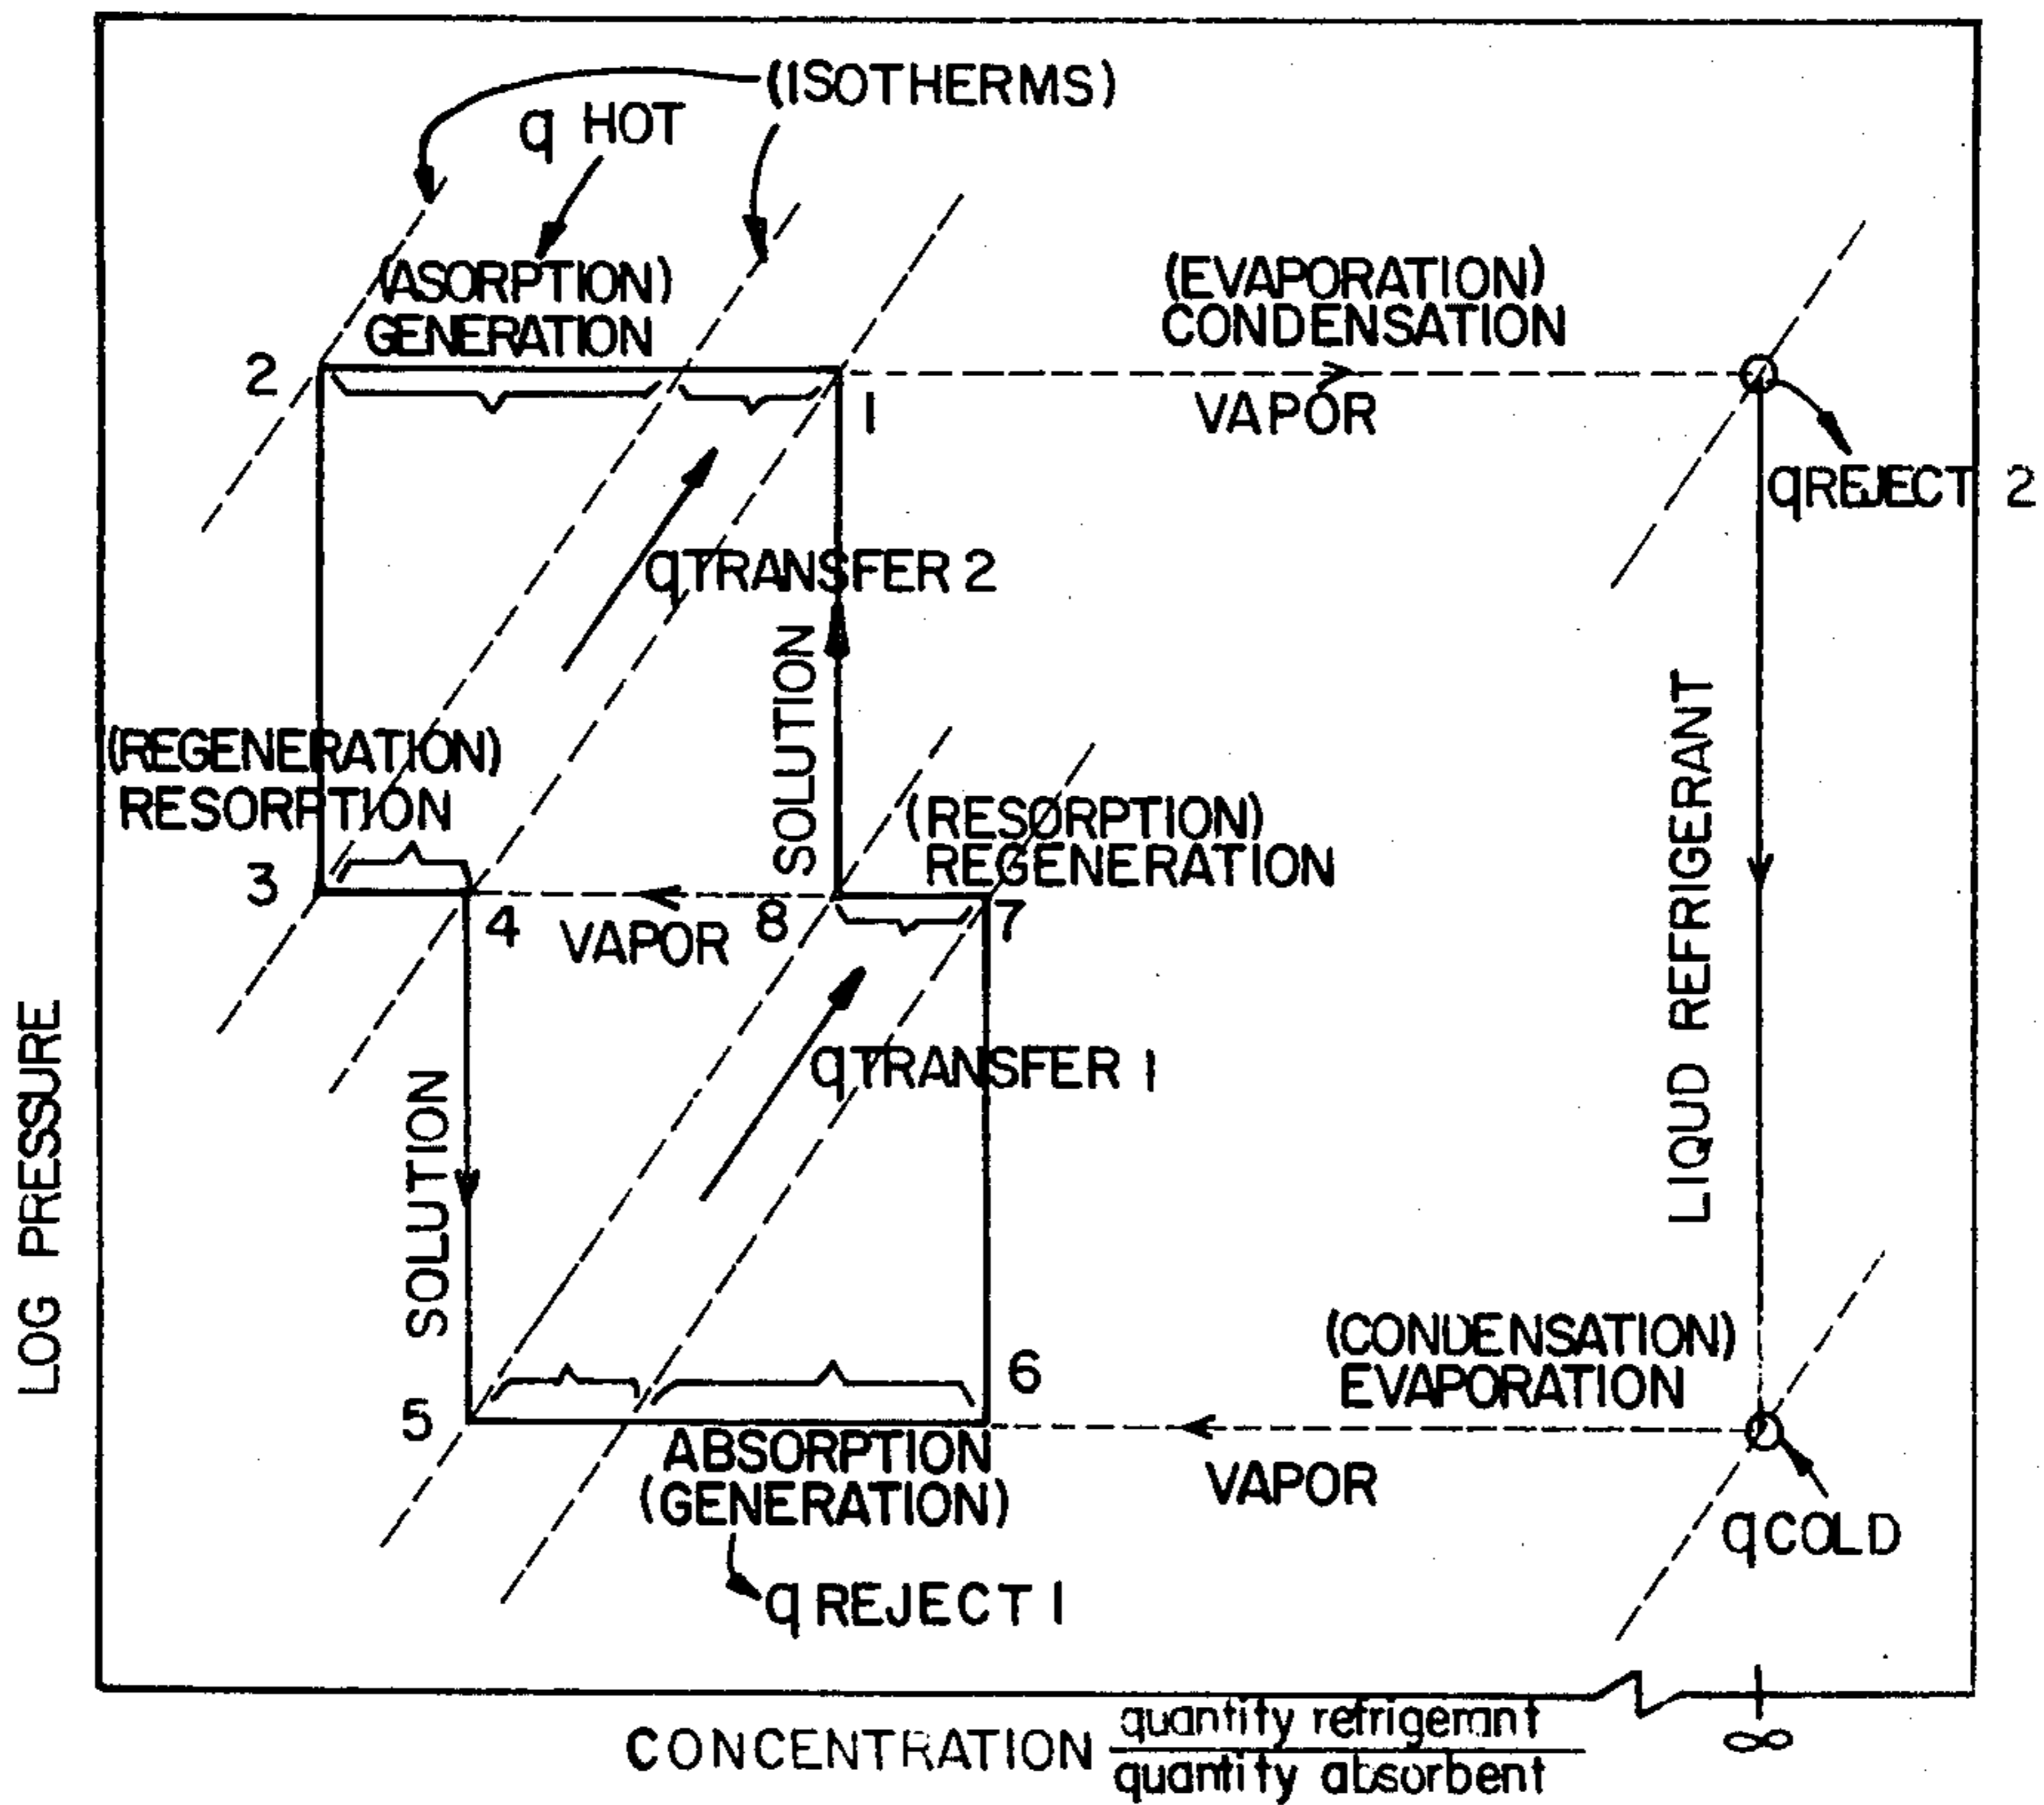 (ISOTHERMS)
q HOT
(ASORPTION)
GENERATION
(EVAPORATION)
CONDENSATION
2
1
VAPOR
qREJECT 2
qTRANSFER 2
SOLUTION
LIQUD REFRIGERANT
(REGENERATION)
RESORPTION
(RESORPTION)
REGENERATION
3
4
VAPOR
8
7
LOG PRESSURE
SOLUTION
qTRANSFER 1
(CONDENSATION)
EVAPORATION
6
5
ABSORPTION
(GENERATION)
VAPOR
qCOLD
q REJECT 1
CONCENTRATION quantity refrigerant
quantity absorbent
∞